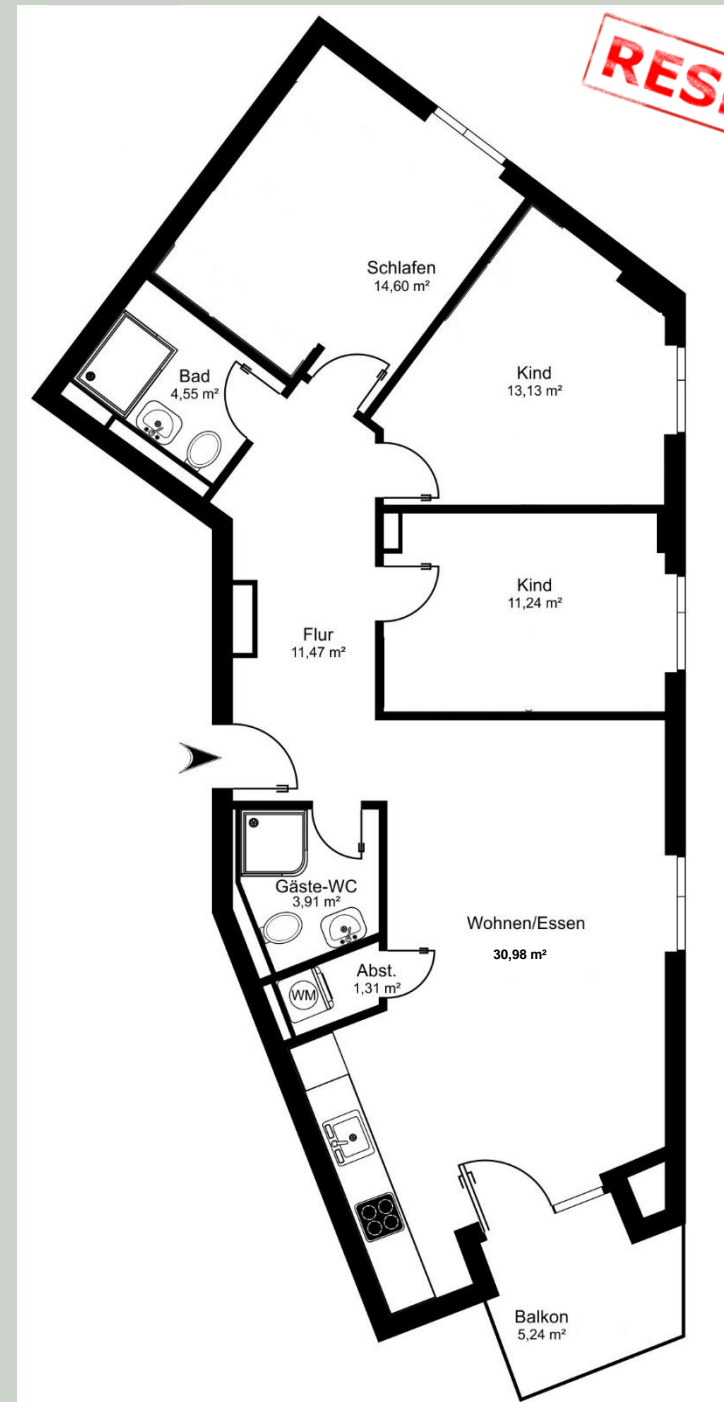 Schlafen
14,60 m²
Bad
4,55 m²
Kind
13,13 m²
Kind
11,24 m²
Flur
11,47 m²
Gäste-WC
3,91 m²
Wohnen/Essen
30,98 m²
Abst.
1,31 m²
WM
Balkon
5,24 m²